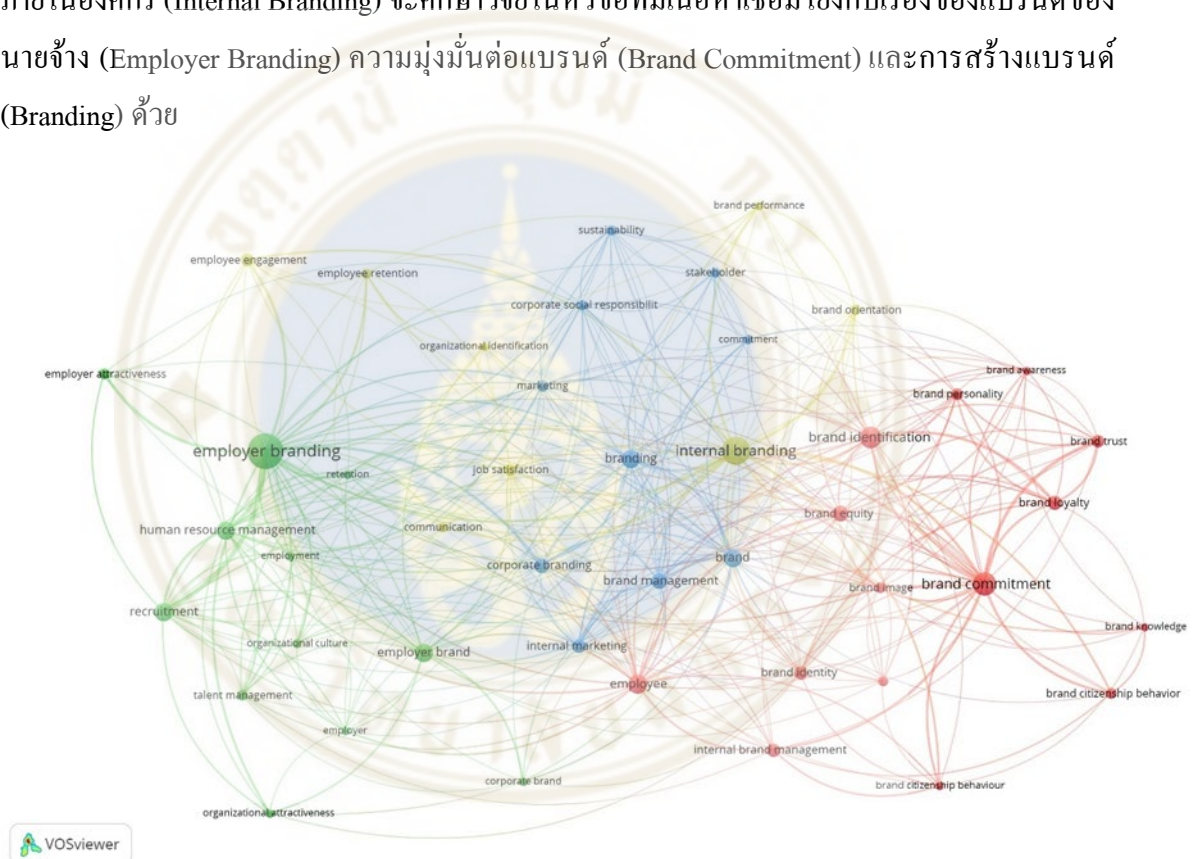 ภายในองค์กร (Internal Branding) จะศึกษาวิจัยในหัวข้อที่มีเนื้อหาเชื่อมโยงกับเรื่องของแบรนด์ของ
นายจ้าง (Employer Branding) ความมุ่งมั่นต่อแบรนด์ (Brand Commitment) และการสร้างแบรนด์
(Branding) ด้วย
brand performance
sustainability
employee engagement
employee retention
stakeholder
corporate social responsibilit
brand orientation
commitment
organizational identification
employer attractiveness
brand awareness
marketing
brand personality
brand identification
brand trust
employer branding
internal branding
branding
job satisfaction
retention
brand loyalty
brand equity
communication
human resource management
employment
brand
corporate branding
brand management
brand image
brand commitment
recruitment
brand knowledge
organizational culture
internal marketing
employer brand
brand identity
employee
talent management
brand citizenship behavior
employer
internal brand management
corporate brand
brand citizenship behaviour
organizational attractiveness
VOSviewer